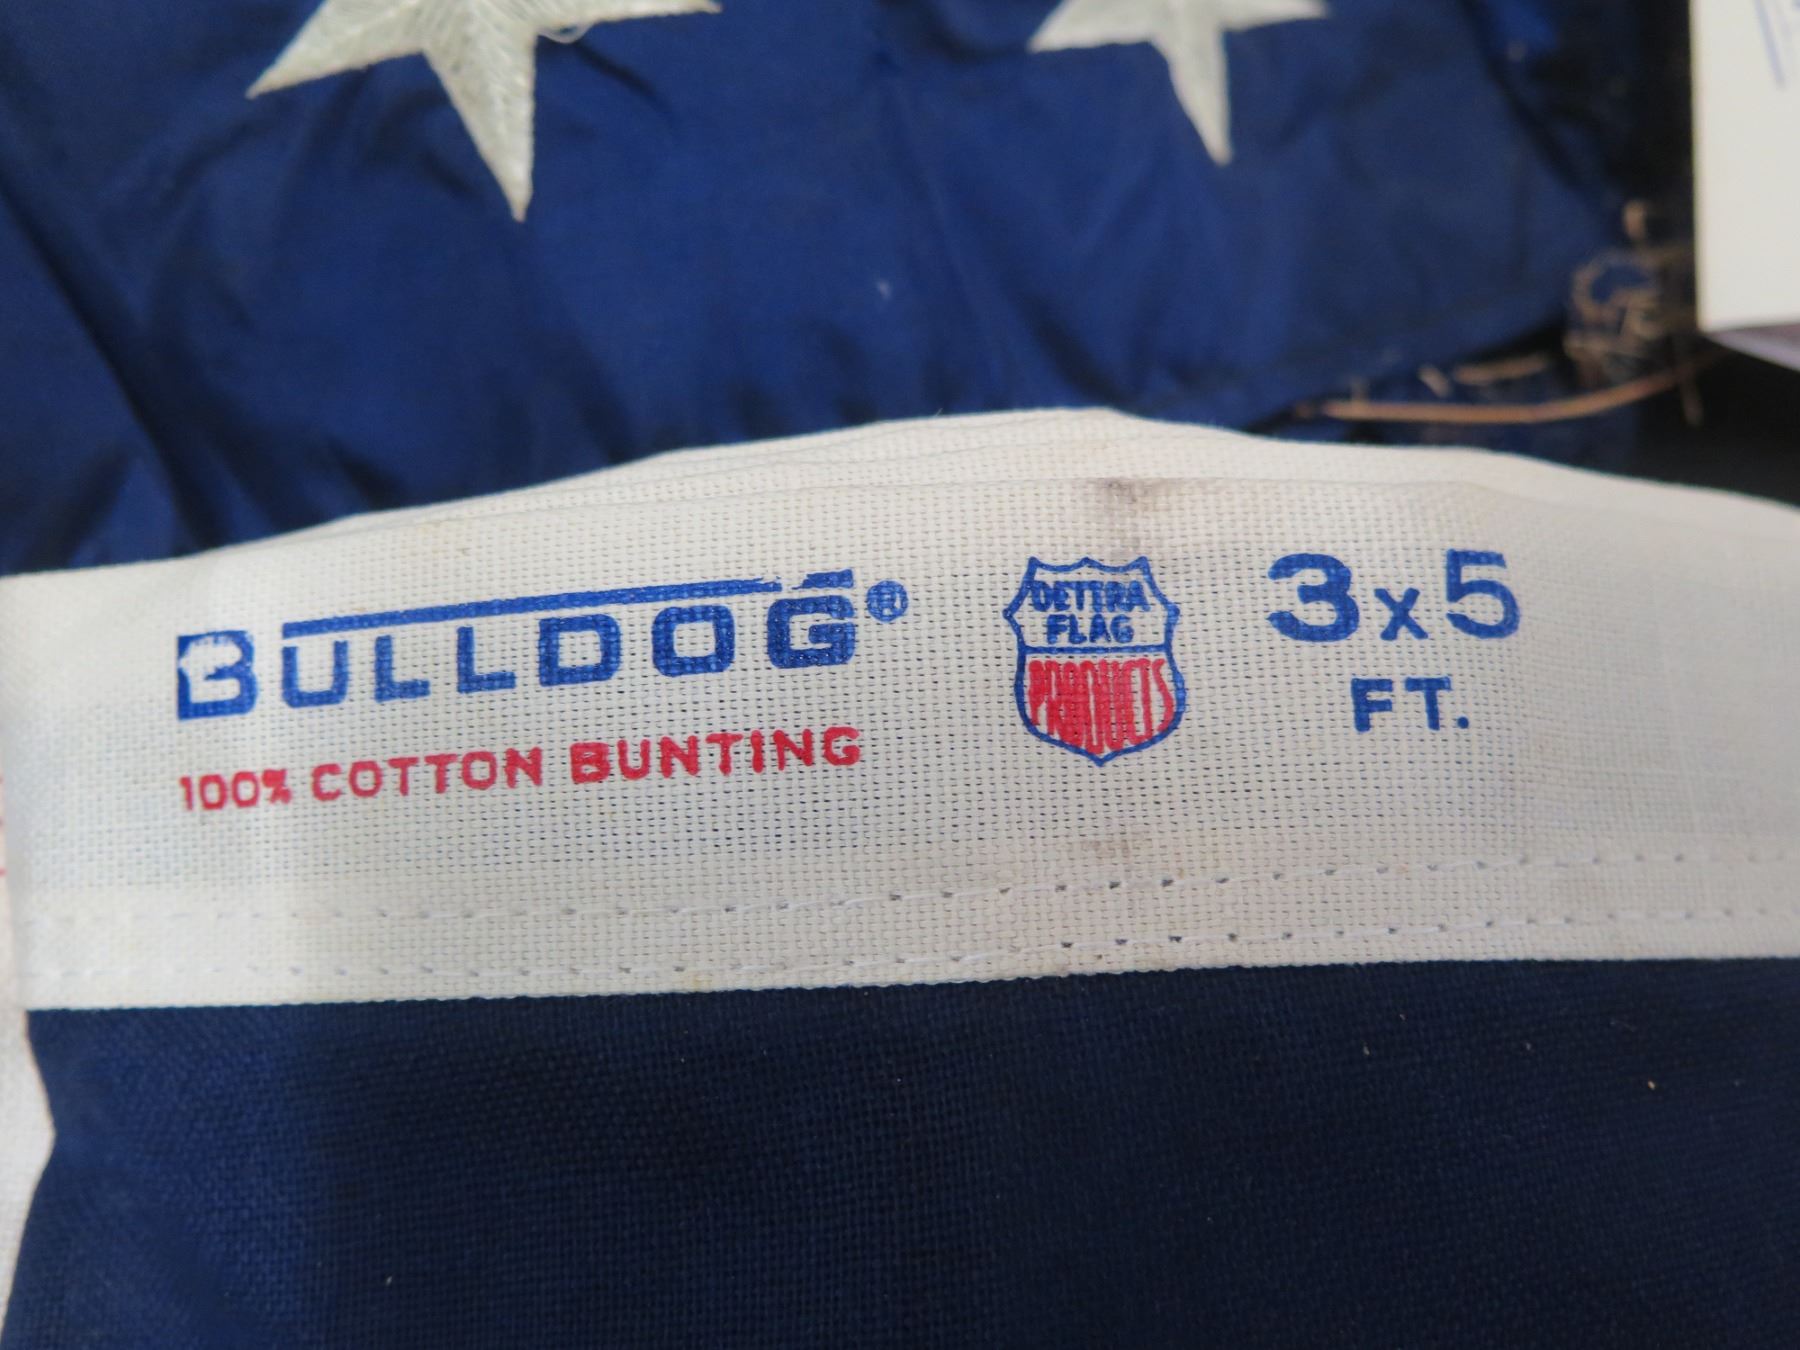 BULLDOG®
100% COTTON BUNTING
DETTRA
FLAG
PRODUCTS
3x5
FT.